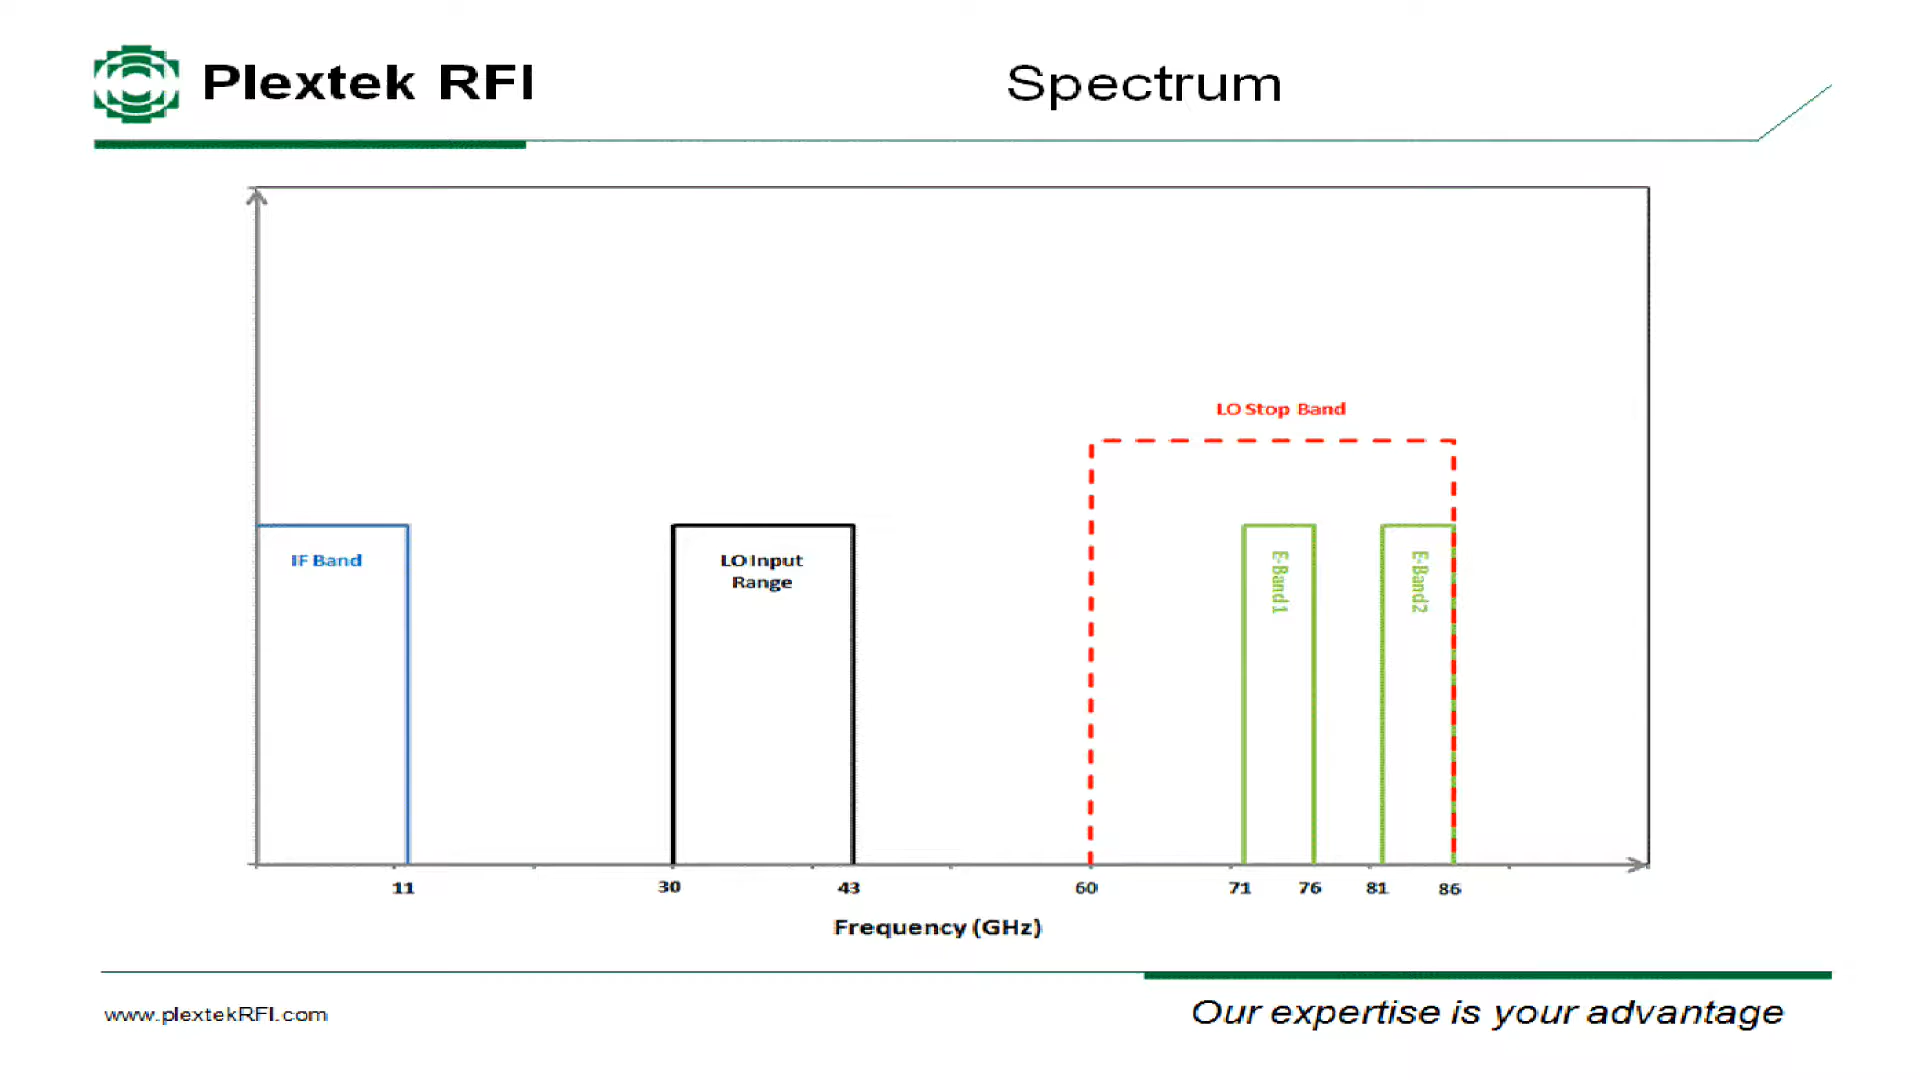 Plextek RFI
Spectrum
LO Stop Band
IF Band
LO Input
Range
E-Band1
E-Band2
11 30 43 60 71 76 81 86
Frequency (GHz)
www.plextekRFI.com
Our expertise is your advantage